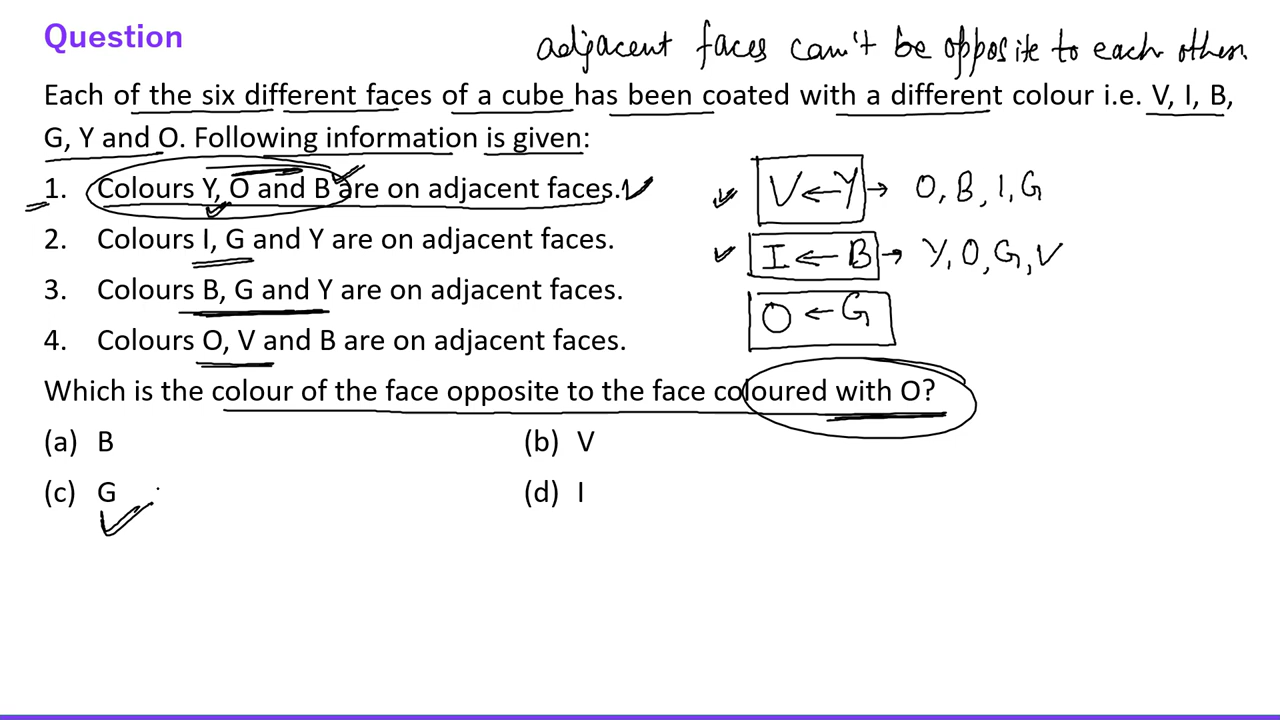 Question
adjacent faces can't be opposite to each other.
Each of the six different faces of a cube has been coated with a different colour i.e. V, I, B,
G, Y and O. Following information is given:
1. Colours Y, O and B are on adjacent faces.
V ← Y → O, B, I, G
2. Colours I, G and Y are on adjacent faces.
I ← B → Y, O, G, V
3. Colours B, G and Y are on adjacent faces.
O ← G
4. Colours O, V and B are on adjacent faces.
Which is the colour of the face opposite to the face coloured with O?
(a) B (b) V
(c) G (d) I